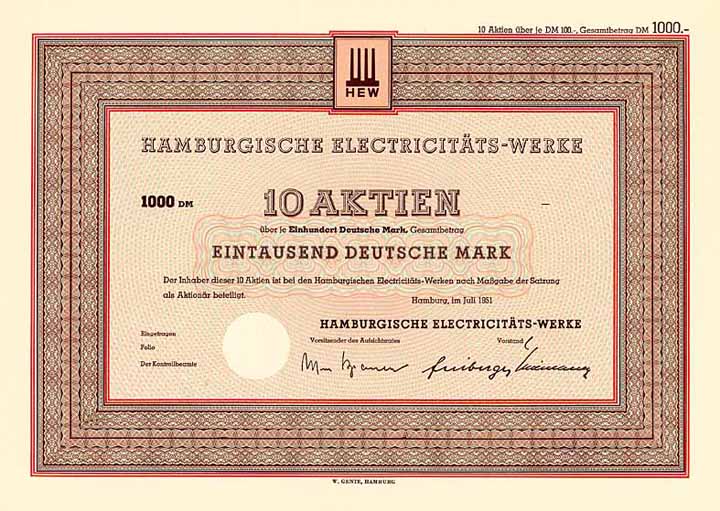 10 Aktien über je DM 100.-, Gesamtbetrag DM 1000.-
HEW
HAMBURGISCHE ELECTRICITÄTS-WERKE
1000 DM 10 AKTIEN –
über je Einhundert Deutsche Mark, Gesamtbetrag
EINTAUSEND DEUTSCHE MARK
Der Inhaber dieser 10 Aktien ist bei den Hamburgischen Electricitäts-Werken nach Maßgabe der Satzung
als Aktionär beteiligt.
Hamburg, im Juli 1951
HAMBURGISCHE ELECTRICITÄTS-WERKE
Eingetragen
Vorsitzender des Aufsichtsrates Vorstand
Folio
Der Kontrollbeamte
W. GENTE, HAMBURG